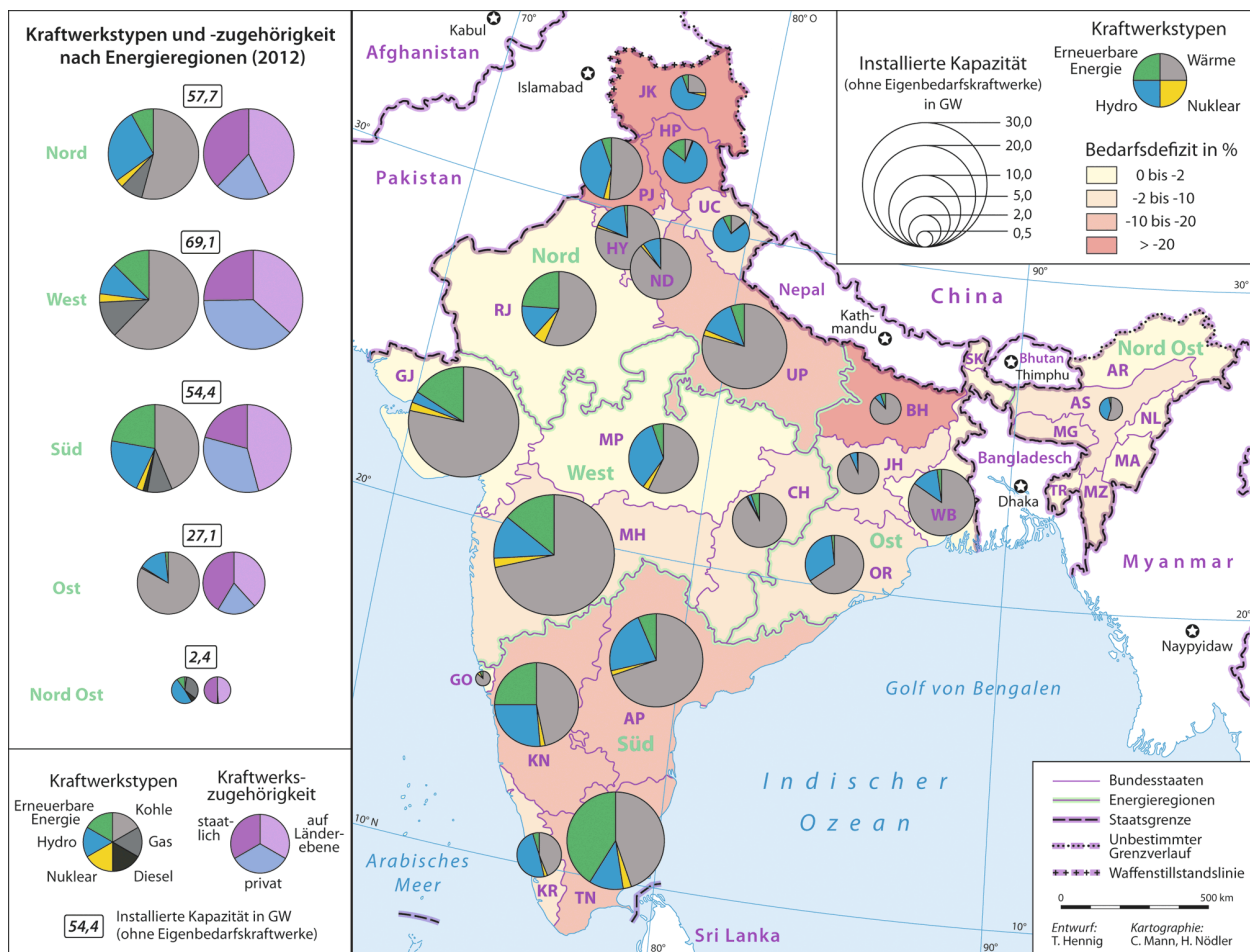 Kraftwerkstypen und -zugehörigkeit
nach Energieregionen (2012)
57,7
Nord
69,1
West
54,4
Süd
27,1
Ost
2,4
Nord Ost
Kraftwerkstypen
Erneuerbare
Energie
Kohle
Hydro
Gas
Nuklear
Diesel
Kraftwerks-
zugehörigkeit
staat-
lich
auf
Länder-
ebene
privat
54,4
Installierte Kapazität in GW
(ohne Eigenbedarfskraftwerke)
70°
80° O
Kabul
Afghanistan
Islamabad
30°
Pakistan
JK
HP
PJ
UC
HY
ND
Nord
RJ
UP
Nepal
Kath-
mandu
China
90°
30°
SK
Bhutan
Thimphu
Nord Ost
AR
AS
NL
MG
MA
TR
MZ
Bangladesch
Dhaka
Myanmar
Naypyidaw
20°
GJ
BH
MP
West
JH
CH
WB
Ost
OR
20°
MH
GO
AP
Süd
KN
KR
TN
10° N
Golf von Bengalen
Indischer
Ozean
Arabisches
Meer
Sri Lanka
80°
90°
10°
Installierte Kapazität
(ohne Eigenbedarfskraftwerke)
in GW
30,0
20,0
10,0
5,0
2,0
0,5
Kraftwerkstypen
Erneuerbare
Energie
Wärme
Hydro
Nuklear
Bedarfsdefizit in %
0 bis -2
-2 bis -10
-10 bis -20
> -20
Bundesstaaten
Energieregionen
Staatsgrenze
Unbestimmter
Grenzverlauf
Waffenstillstandslinie
0
500 km
Entwurf:
T. Hennig
Kartographie:
C. Mann, H. Nödler